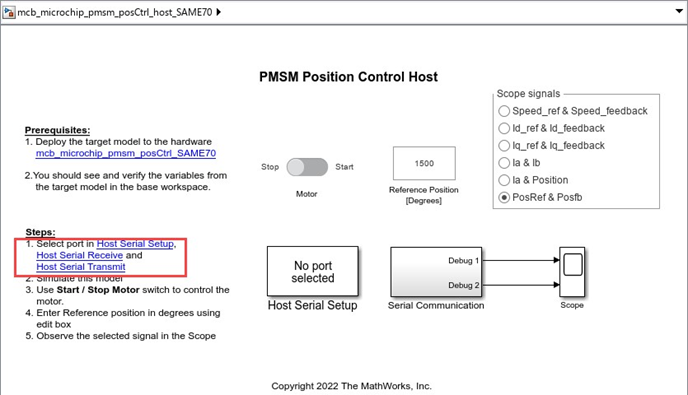 mcb_microchip_pmsm_posCtrl_host_SAME70
PMSM Position Control Host
Prerequisites:
1. Deploy the target model to the hardware
mcb_microchip_pmsm_posCtrl_SAME70
2.You should see and verify the variables from
the target model in the base workspace.
Steps:
1. Select port in Host Serial Setup,
Host Serial Receive and
Host Serial Transmit
2. Simulate this model
3. Use Start / Stop Motor switch to control the
motor.
4. Enter Reference position in degrees using
edit box
5. Observe the selected signal in the Scope
Stop
Start
Motor
1500
Reference Position
[Degrees]
Scope signals
Speed_ref & Speed_feedback
Id_ref & Id_feedback
Iq_ref & Iq_feedback
Ia & Ib
Ia & Position
PosRef & Posfb
No port
selected
Host Serial Setup
Debug 1
Debug 2
Serial Communication
Scope
Copyright 2022 The MathWorks, Inc.